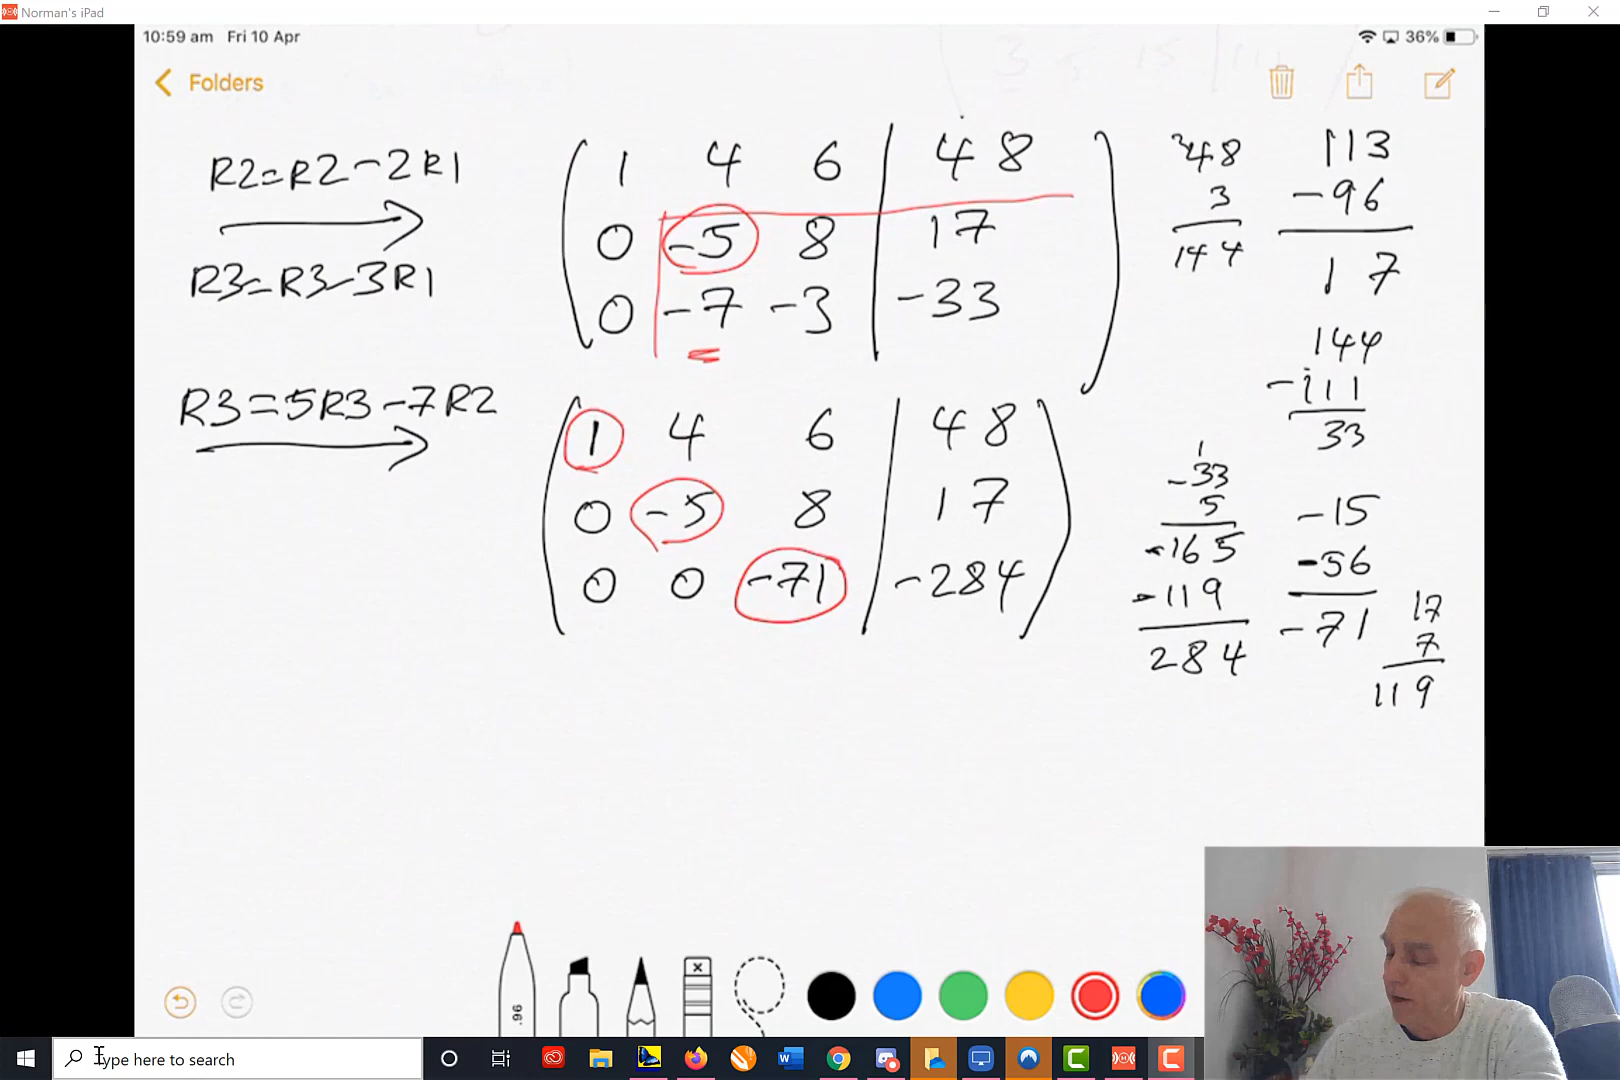 Norman's iPad
10:59 am Fri 10 Apr
36%
Folders
R2=R2-2R1
R3=R3-3R1
1 4 6 | 48
0 -5 8 | 17
0 -7 -3 | -33
R3=5R3-7R2
1 4 6 | 48
0 -5 8 | 17
0 0 -71 | -284
48
3
144
113
-96
17
144
-111
33
1
-33
5
-165
-119
284
-15
-56
-71
17
7
119
.96
Type here to search